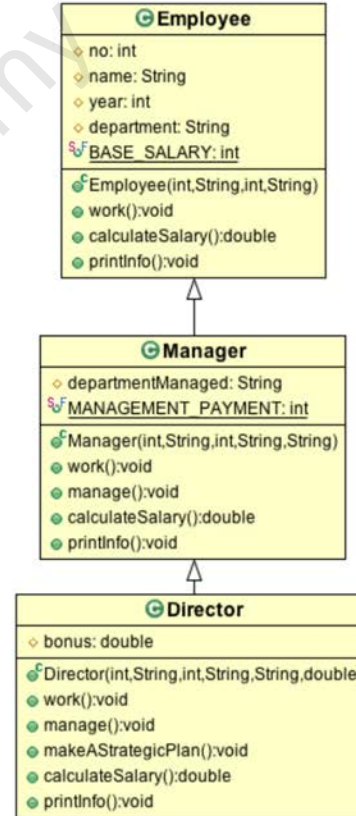 Employee
no: int
name: String
year: int
department: String
BASE_SALARY: int
Employee(int,String,int,String)
work():void
calculateSalary():double
printInfo():void
Manager
departmentManaged: String
MANAGEMENT_PAYMENT: int
Manager(int,String,int,String,String)
work():void
manage():void
calculateSalary():double
printInfo():void
Director
bonus: double
Director(int,String,int,String,String,double
work():void
manage():void
makeAStrategicPlan():void
calculateSalary():double
printInfo():void